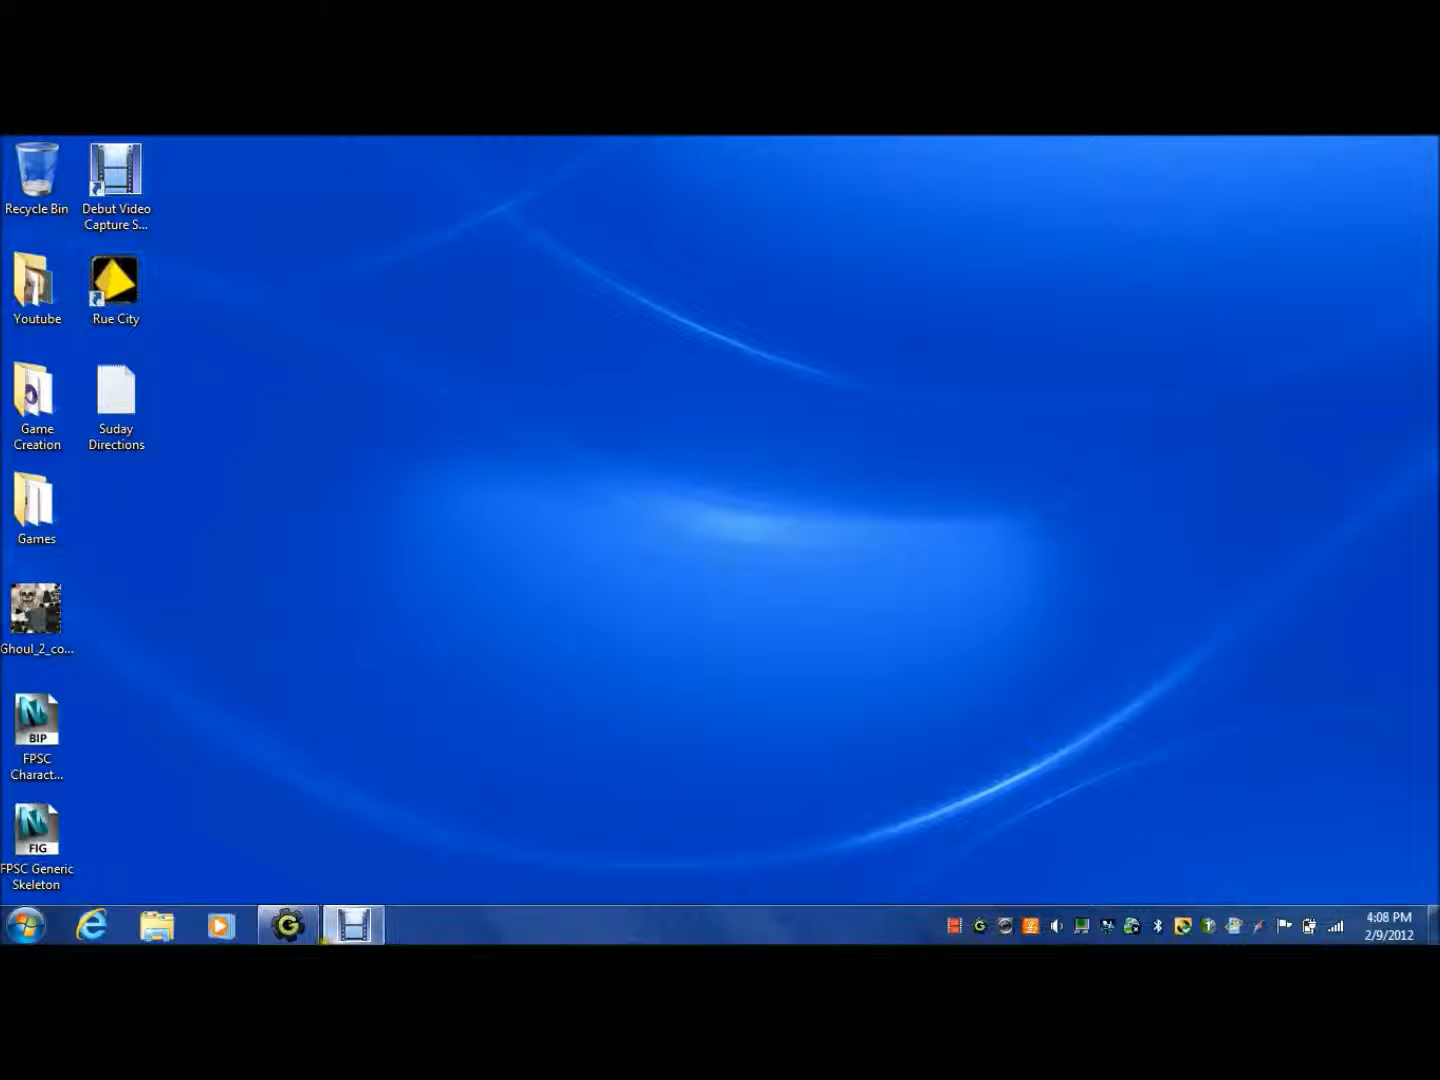 Recycle Bin
Debut Video
Capture S...
Youtube
Rue City
Game
Creation
Suday
Directions
Games
Ghoul_2_co...
BIP
FPSC
Charact...
FIG
FPSC Generic
Skeleton
4:08 PM
2/9/2012